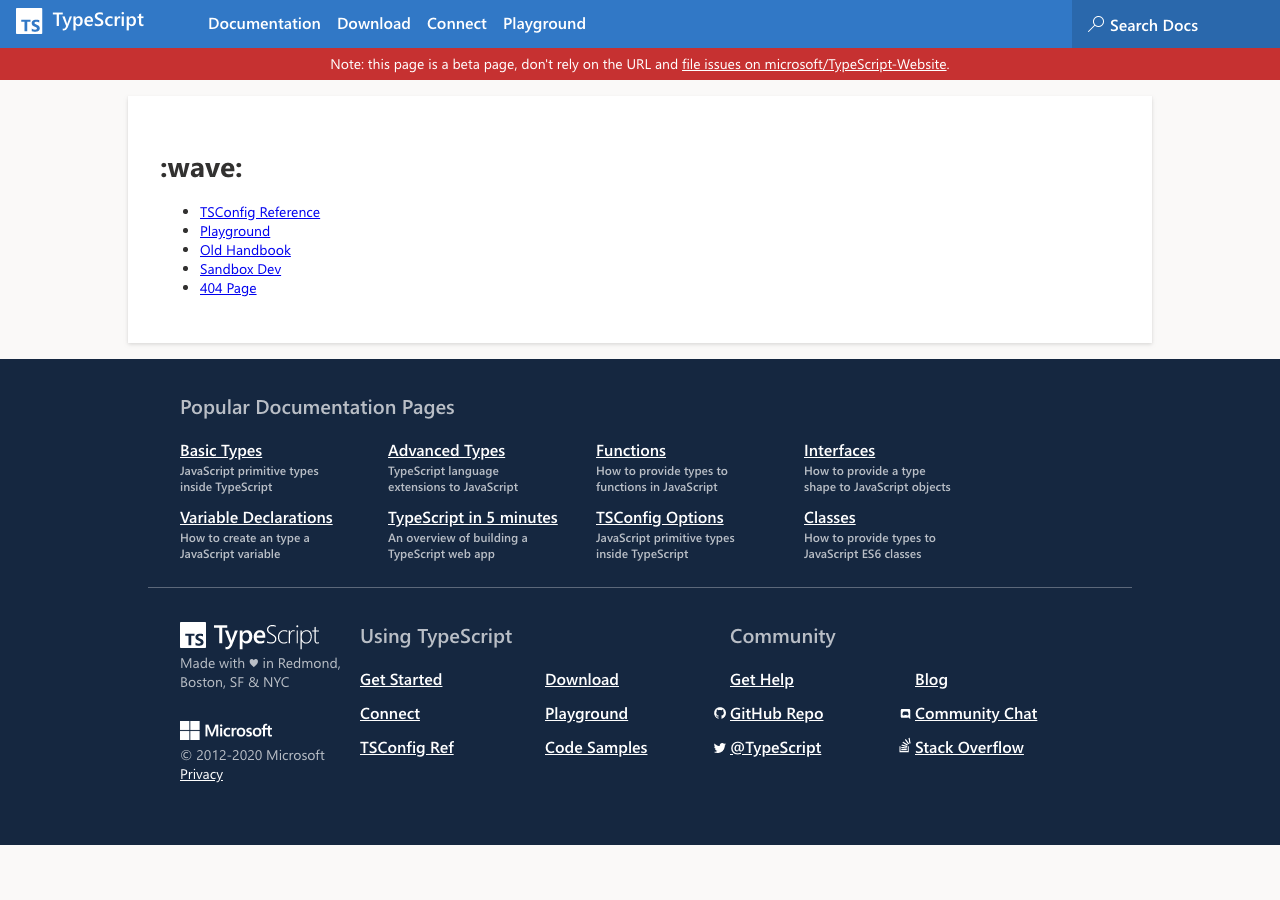 TS TypeScript Documentation Download Connect Playground Search Docs
Note: this page is a beta page, don't rely on the URL and file issues on microsoft/TypeScript-Website.
:wave:
TSConfig Reference
Playground
Old Handbook
Sandbox Dev
404 Page
Popular Documentation Pages
Basic Types
JavaScript primitive types
inside TypeScript
Advanced Types
TypeScript language
extensions to JavaScript
Functions
How to provide types to
functions in JavaScript
Interfaces
How to provide a type
shape to JavaScript objects
Variable Declarations
How to create an type a
JavaScript variable
TypeScript in 5 minutes
An overview of building a
TypeScript web app
TSConfig Options
JavaScript primitive types
inside TypeScript
Classes
How to provide types to
JavaScript ES6 classes
TS TypeScript
Made with ♥ in Redmond,
Boston, SF & NYC
Microsoft
© 2012-2020 Microsoft
Privacy
Using TypeScript
Get Started
Download
Connect
Playground
TSConfig Ref
Code Samples
Community
Get Help
Blog
GitHub Repo
Community Chat
@TypeScript
Stack Overflow